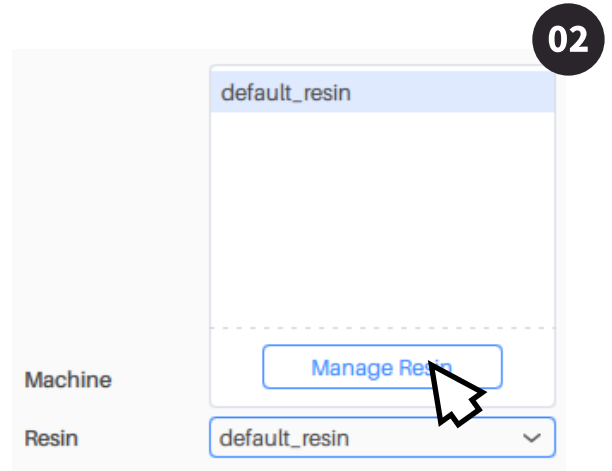 02
default_resin
Manage Resin
Machine
Resin
default_resin